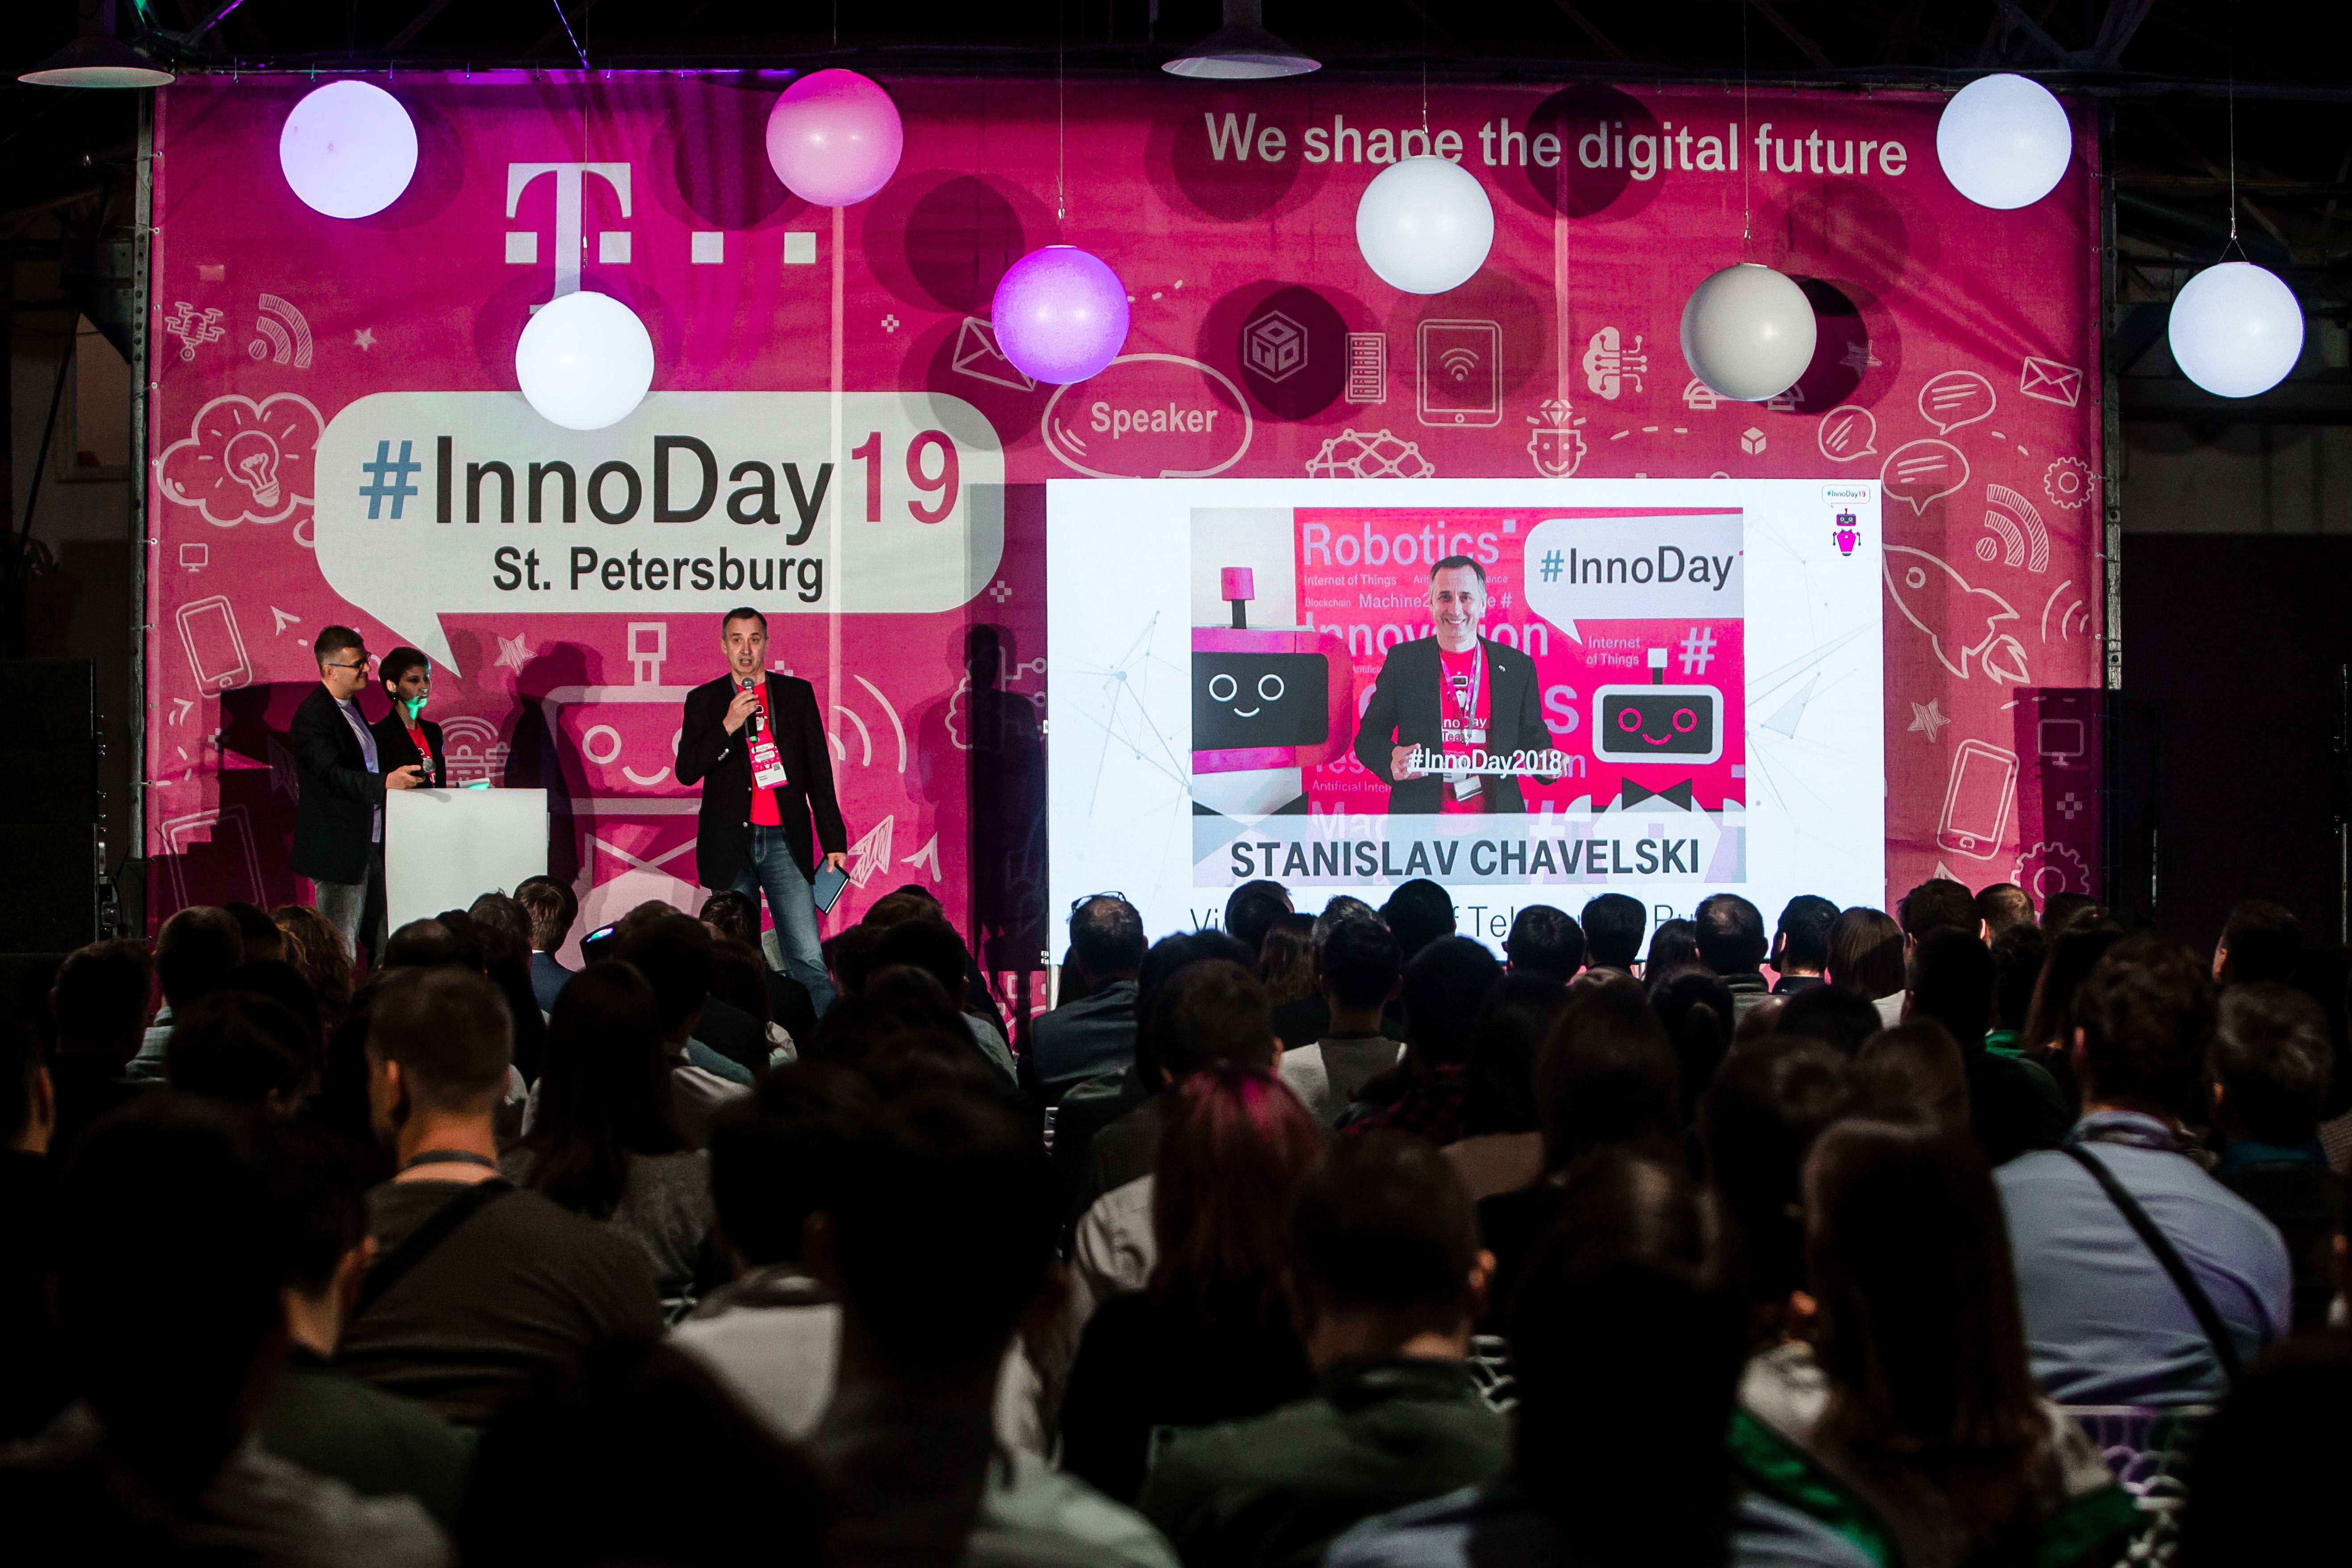 We shape the digital future
T
#InnoDay19
St. Petersburg
Speaker
#InnoDay19
Robotics
#InnoDay
Internet of Things
Blockchain
#
Internet
of Things
#
#InnoDay2018
STANISLAV CHAVELSKI